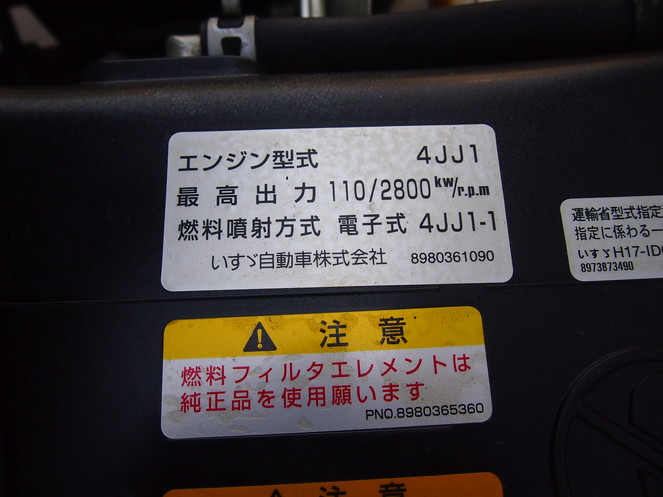 エンジン型式 4JJ1
最高出力 110/2800kw/r.p.m
燃料噴射方式 電子式 4JJ1-1
いすゞ自動車株式会社 8980361090
運輸省型式指定
指定に係わる一
いすゞH17-ID
8973873490
注意
燃料フィルタエレメントは
純正品を使用願います
PNO.8980365360
注意